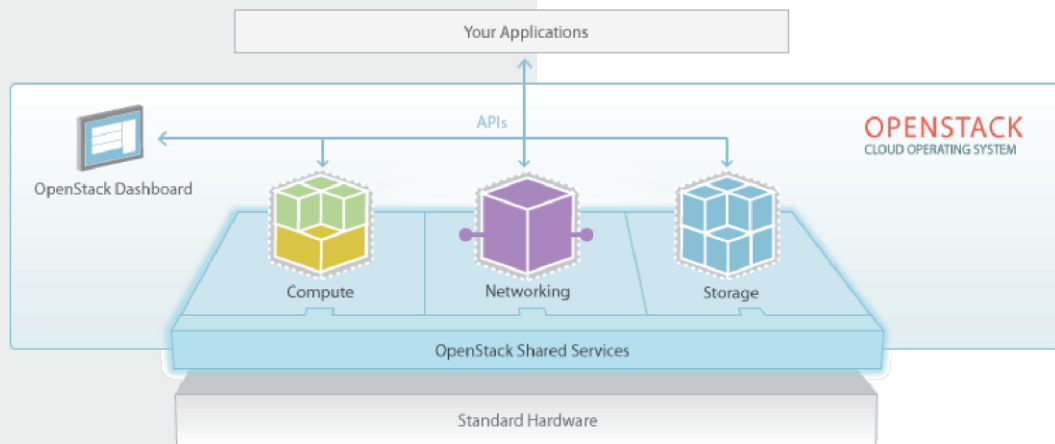 Your Applications
APIs
OPENSTACK
CLOUD OPERATING SYSTEM
OpenStack Dashboard
Compute
Networking
Storage
OpenStack Shared Services
Standard Hardware